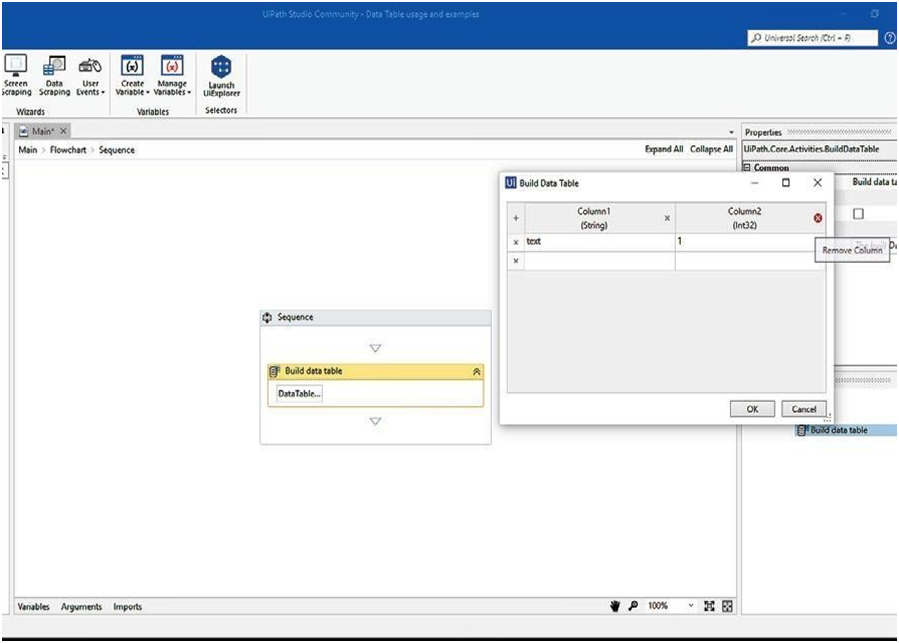 UiPath Studio Community - Data Table usage and examples
Universal Search (Ctrl + F)
Screen Scraping
Data Scraping
User Events
Create Variable
Manage Variables
Launch UiExplorer
Wizards
Variables
Selectors
Main*
Main > Flowchart > Sequence
Expand All Collapse All
Properties
UiPath.Core.Activities.BuildDataTable
Common
Build data ta
Build Data Table
Column1
(String)
Column2
(Int32)
text 1
Remove Column
Sequence
Build data table
DataTable...
OK
Cancel
Build data table
Variables Arguments Imports
100%